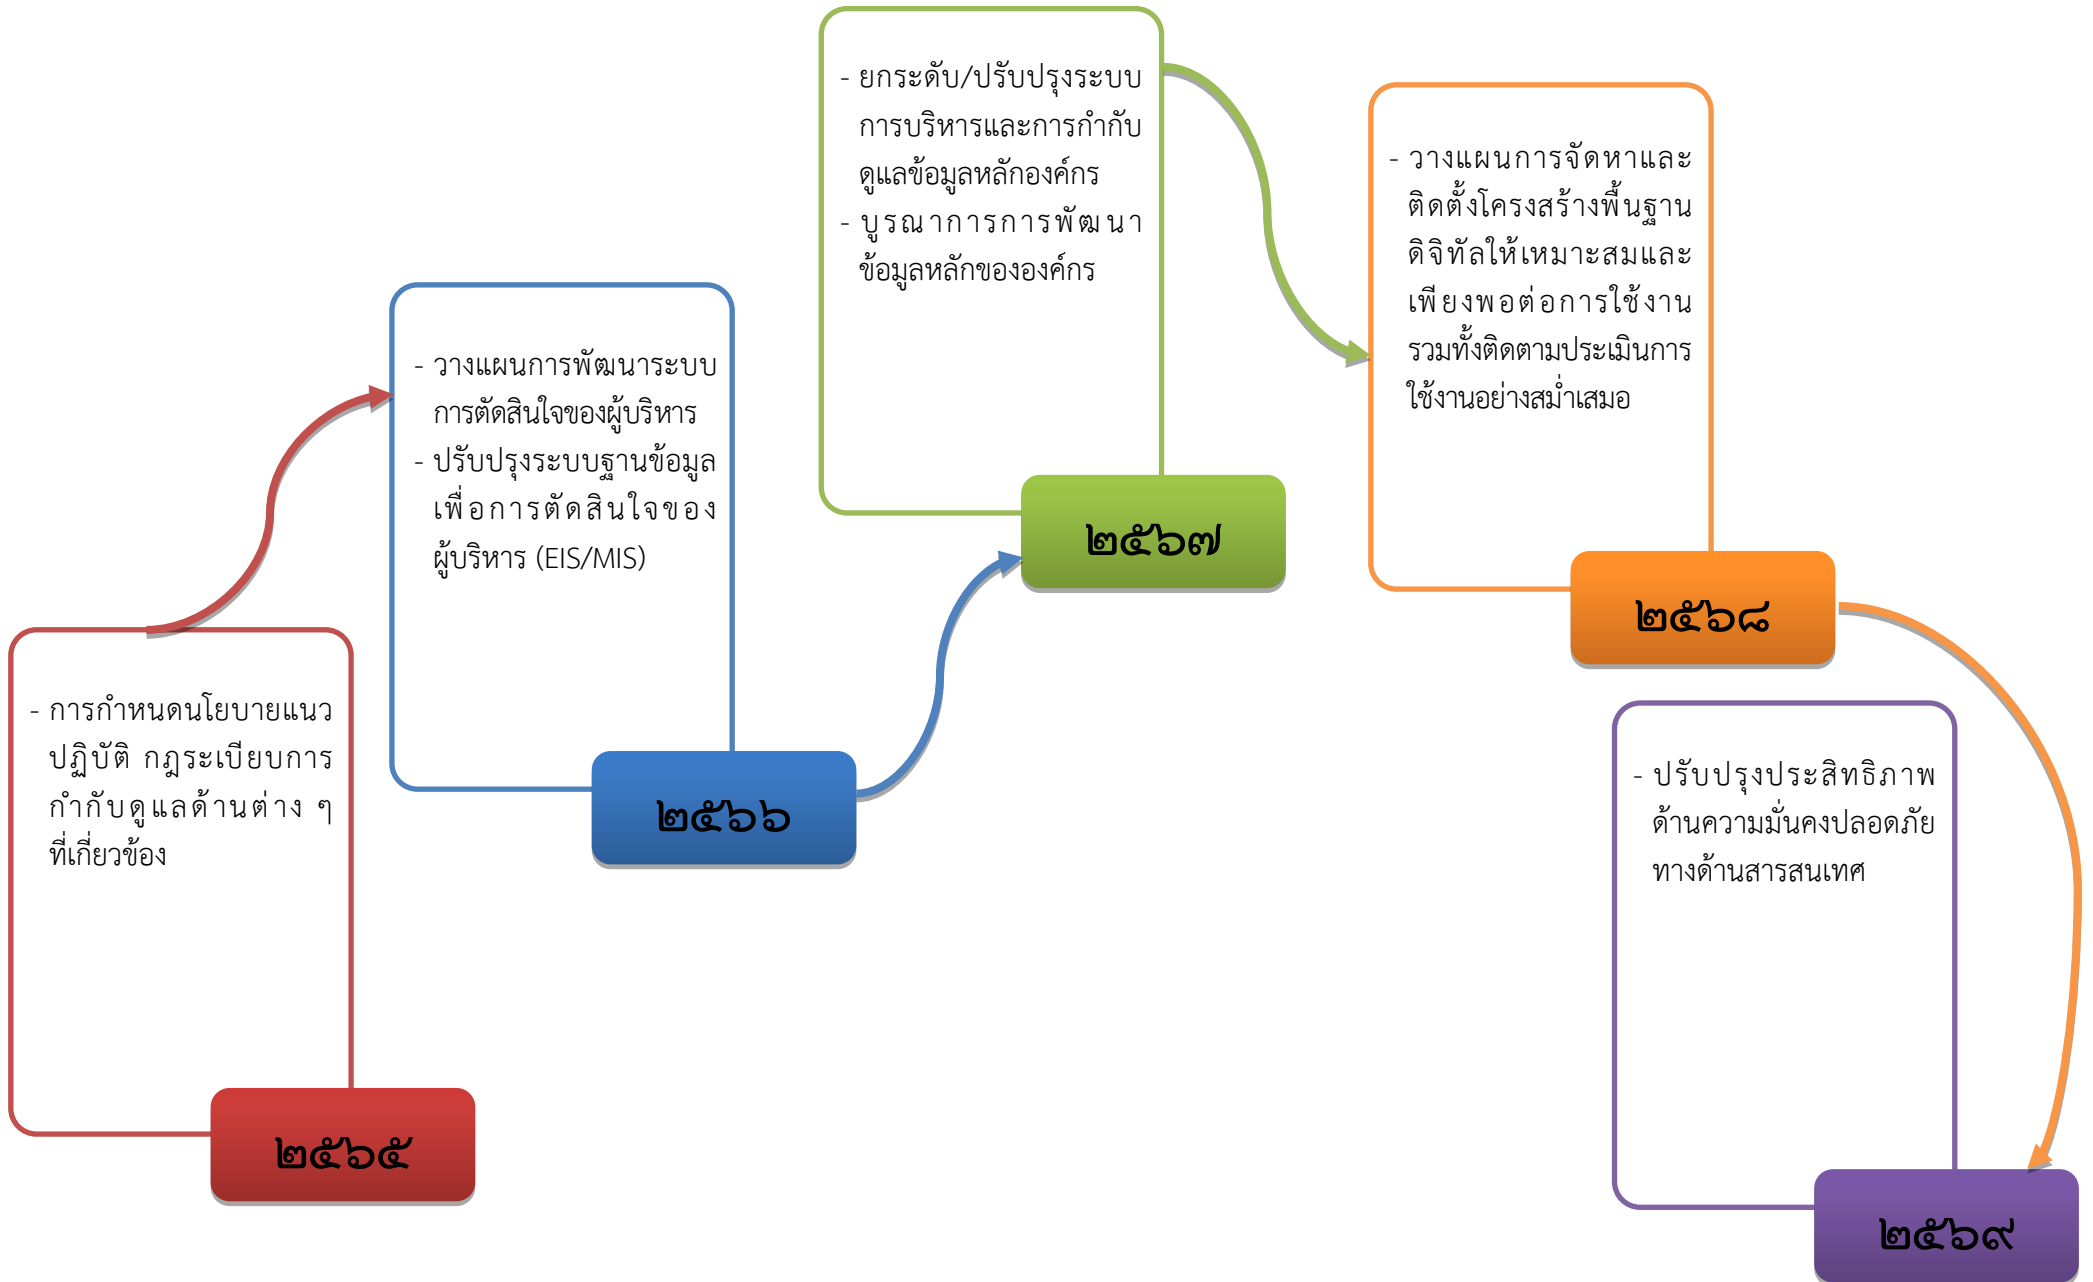 - การกำหนดนโยบายแนว
ปฏิบัติ กฎระเบียบการ
กำกับดูแลด้านต่าง ๆ
ที่เกี่ยวข้อง
๒๕๖๕
- วางแผนการพัฒนาระบบ
การตัดสินใจของผู้บริหาร
- ปรับปรุงระบบฐานข้อมูล
เพื่อการตัดสินใจของ
ผู้บริหาร (EIS/MIS)
๒๕๖๖
- ยกระดับ/ปรับปรุงระบบ
การบริหารและการกำกับ
ดูแลข้อมูลหลักองค์กร
- บูรณาการการพัฒนา
ข้อมูลหลักขององค์กร
๒๕๖๗
- วางแผนการจัดหาและ
ติดตั้งโครงสร้างพื้นฐาน
ดิจิทัลให้เหมาะสมและ
เพียงพอต่อการใช้งาน
รวมทั้งติดตามประเมินการ
ใช้งานอย่างสม่ำเสมอ
๒๕๖๘
- ปรับปรุงประสิทธิภาพ
ด้านความมั่นคงปลอดภัย
ทางด้านสารสนเทศ
๒๕๖๙